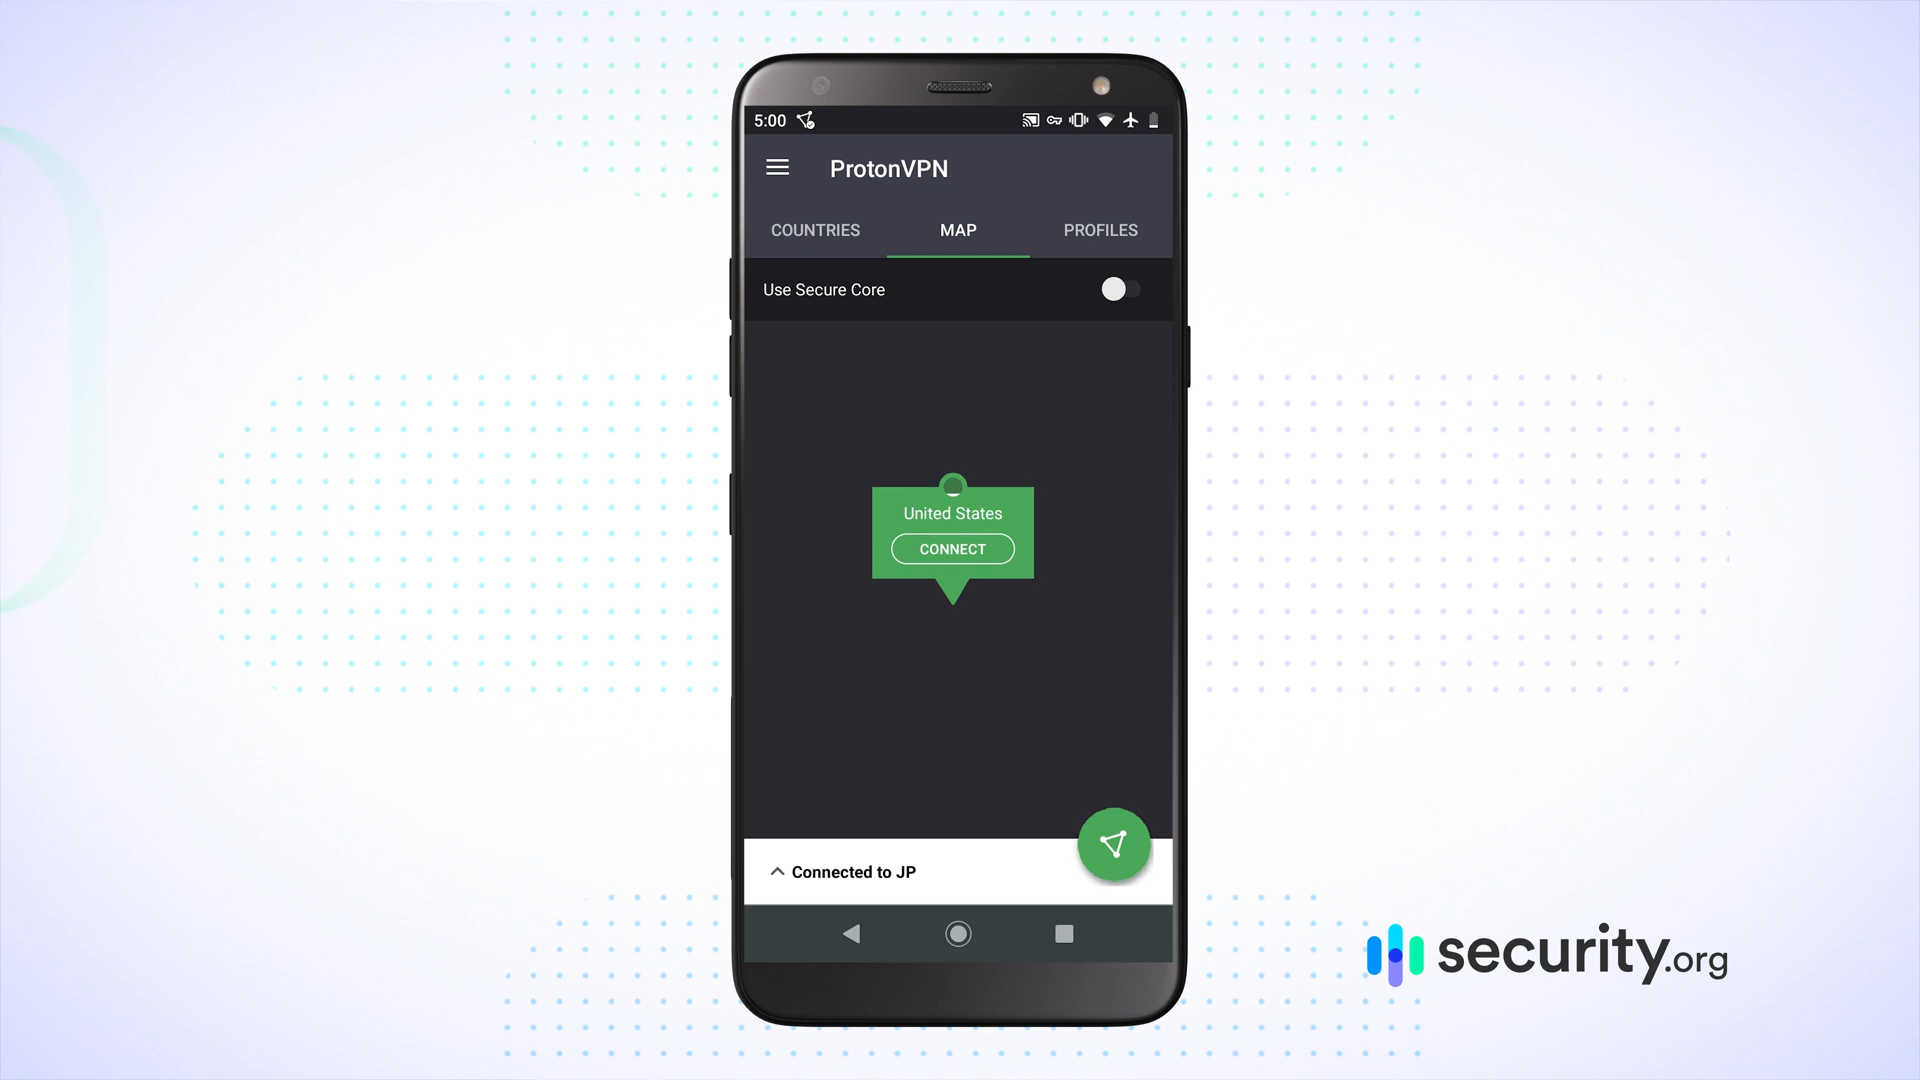 5:00
ProtonVPN
COUNTRIES MAP PROFILES
Use Secure Core
United States
CONNECT
Connected to JP
security.org